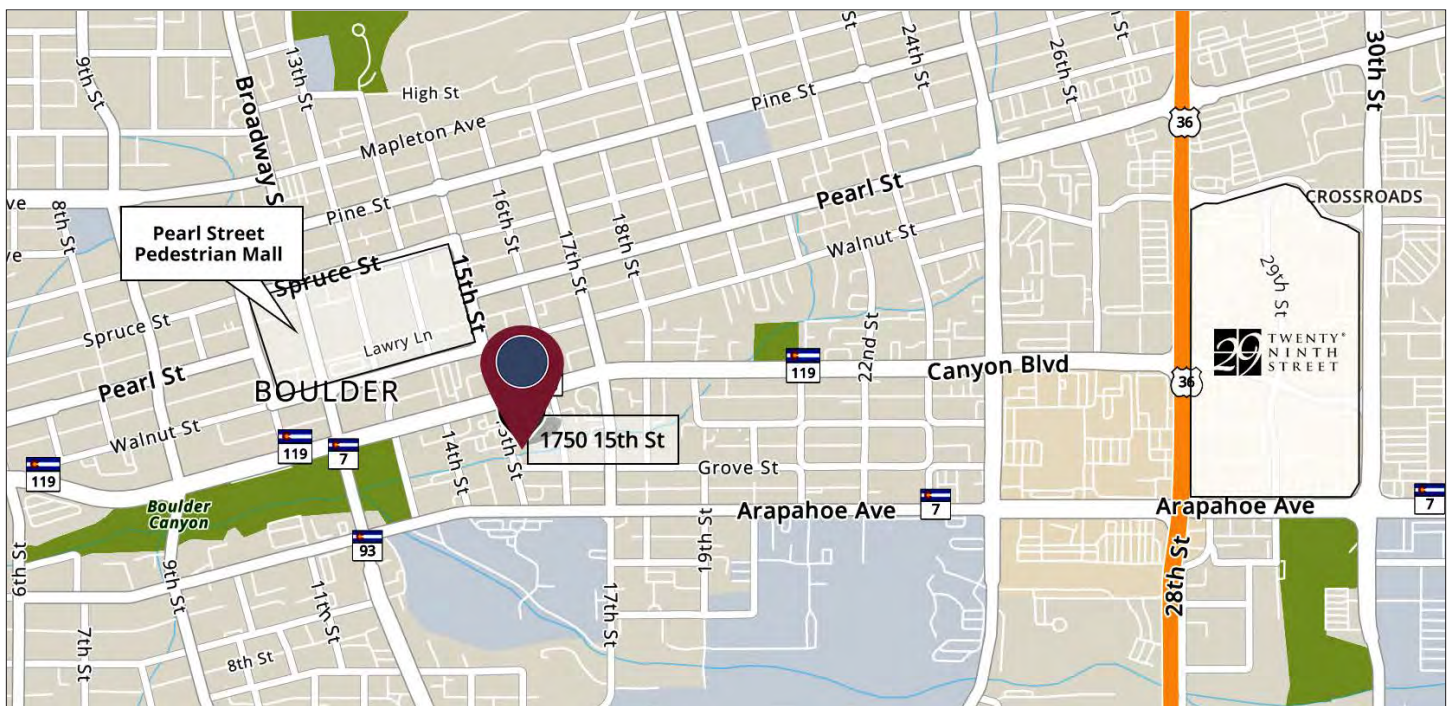 9th St
Broadway S
13th St
High St
Mapleton Ave
Pine St
24th St
26th St
36
30th St
ve
8th St
Pine St
Pearl Street
Pedestrian Mall
16th St
17th St
18th St
Pearl St
Walnut St
CROSSROADS
ve
Spruce St
15th St
29th St
Spruce St
Lawry Ln
22nd St
29 TWENTY
NINTH
STREET
Pearl St
BOULDER
119
Canyon Blvd
36
Walnut St
119
7
14th St
15th St
1750 15th St
Grove St
119
Boulder
Canyon
Arapahoe Ave
7
Arapahoe Ave
7
93
6th St
9th St
11th St
19th St
28th St
7th St
8th St
17th St